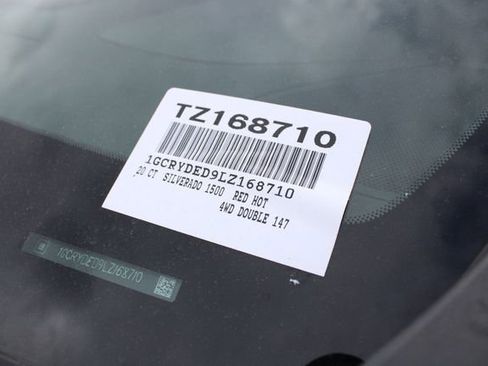 TZ168710
1GCRYDED9LZ168710
20 CT SILVERADO 1500 RED HOT
4WD DOUBLE 147
1GCRYDED9LZ168710